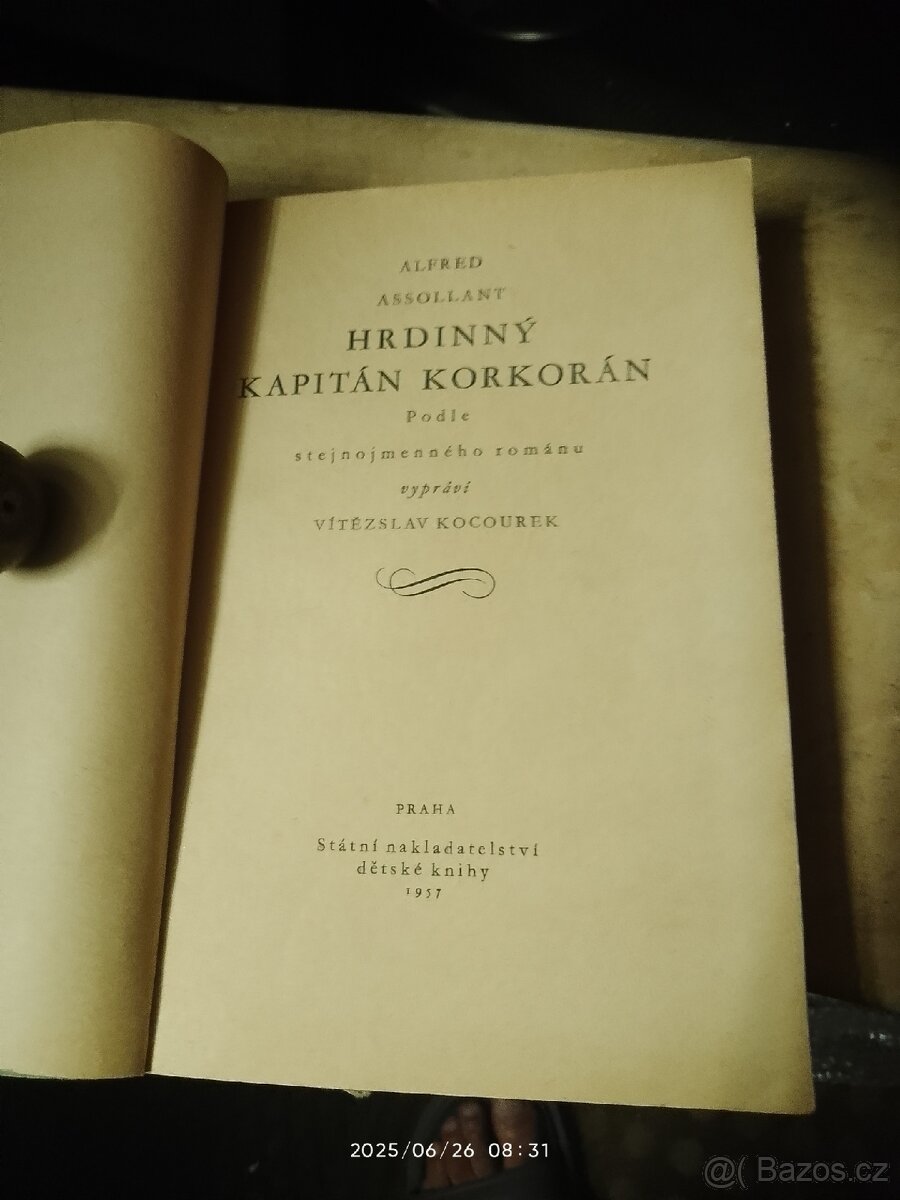 ALFRED
ASSOLLANT
HRDINNÝ
KAPITÁN KORKORÁN
Podle
stejnojmenného románu
vypráví
VÍTĚZSLAV KOCOUREK
PRAHA
Státní nakladatelství
dětské knihy
1957
2025/06/26 08:31
@( Bazos.cz